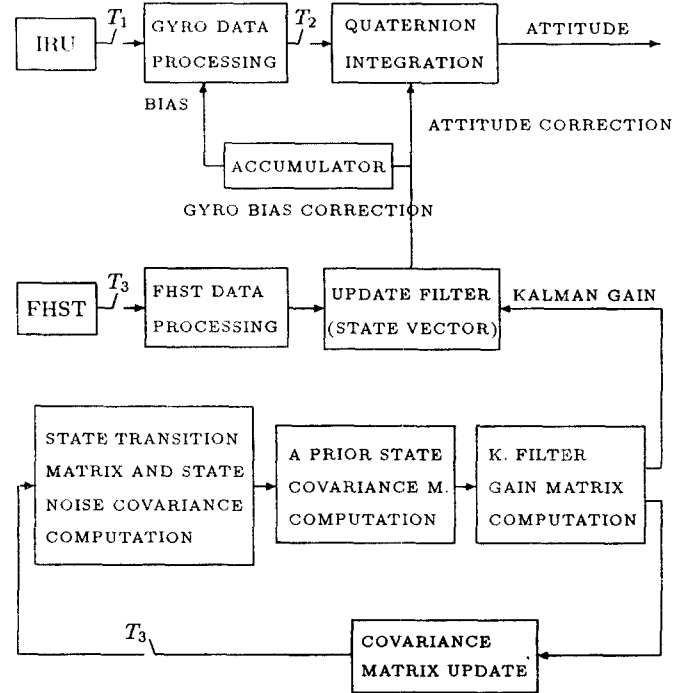 IRU
T1
GYRO DATA
PROCESSING
T2
QUATERNION
INTEGRATION
ATTITUDE
BIAS
ATTITUDE CORRECTION
ACCUMULATOR
GYRO BIAS CORRECTION
FHST
T3
FHST DATA
PROCESSING
UPDATE FILTER
(STATE VECTOR)
KALMAN GAIN
STATE TRANSITION
MATRIX AND STATE
NOISE COVARIANCE
COMPUTATION
A PRIOR STATE
COVARIANCE M.
COMPUTATION
K. FILTER
GAIN MATRIX
COMPUTATION
T3
COVARIANCE
MATRIX UPDATE